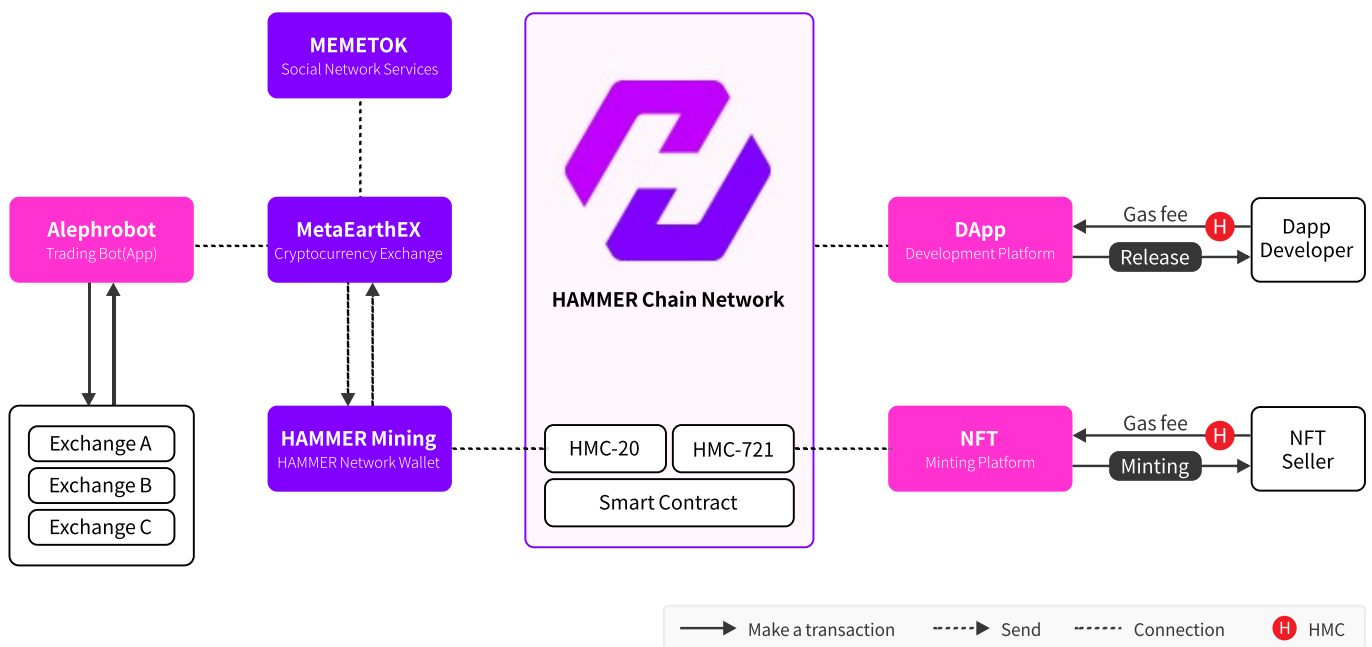 MEMETOK
Social Network Services
Alephrobot
Trading Bot(App)
MetaEarthEX
Cryptocurrency Exchange
HAMMER Chain Network
DApp
Development Platform
Gas fee
H
Release
Dapp
Developer
Exchange A
Exchange B
Exchange C
HAMMER Mining
HAMMER Network Wallet
HMC-20
HMC-721
Smart Contract
NFT
Minting Platform
Gas fee
H
Minting
NFT
Seller
Make a transaction
Send
Connection
H
HMC